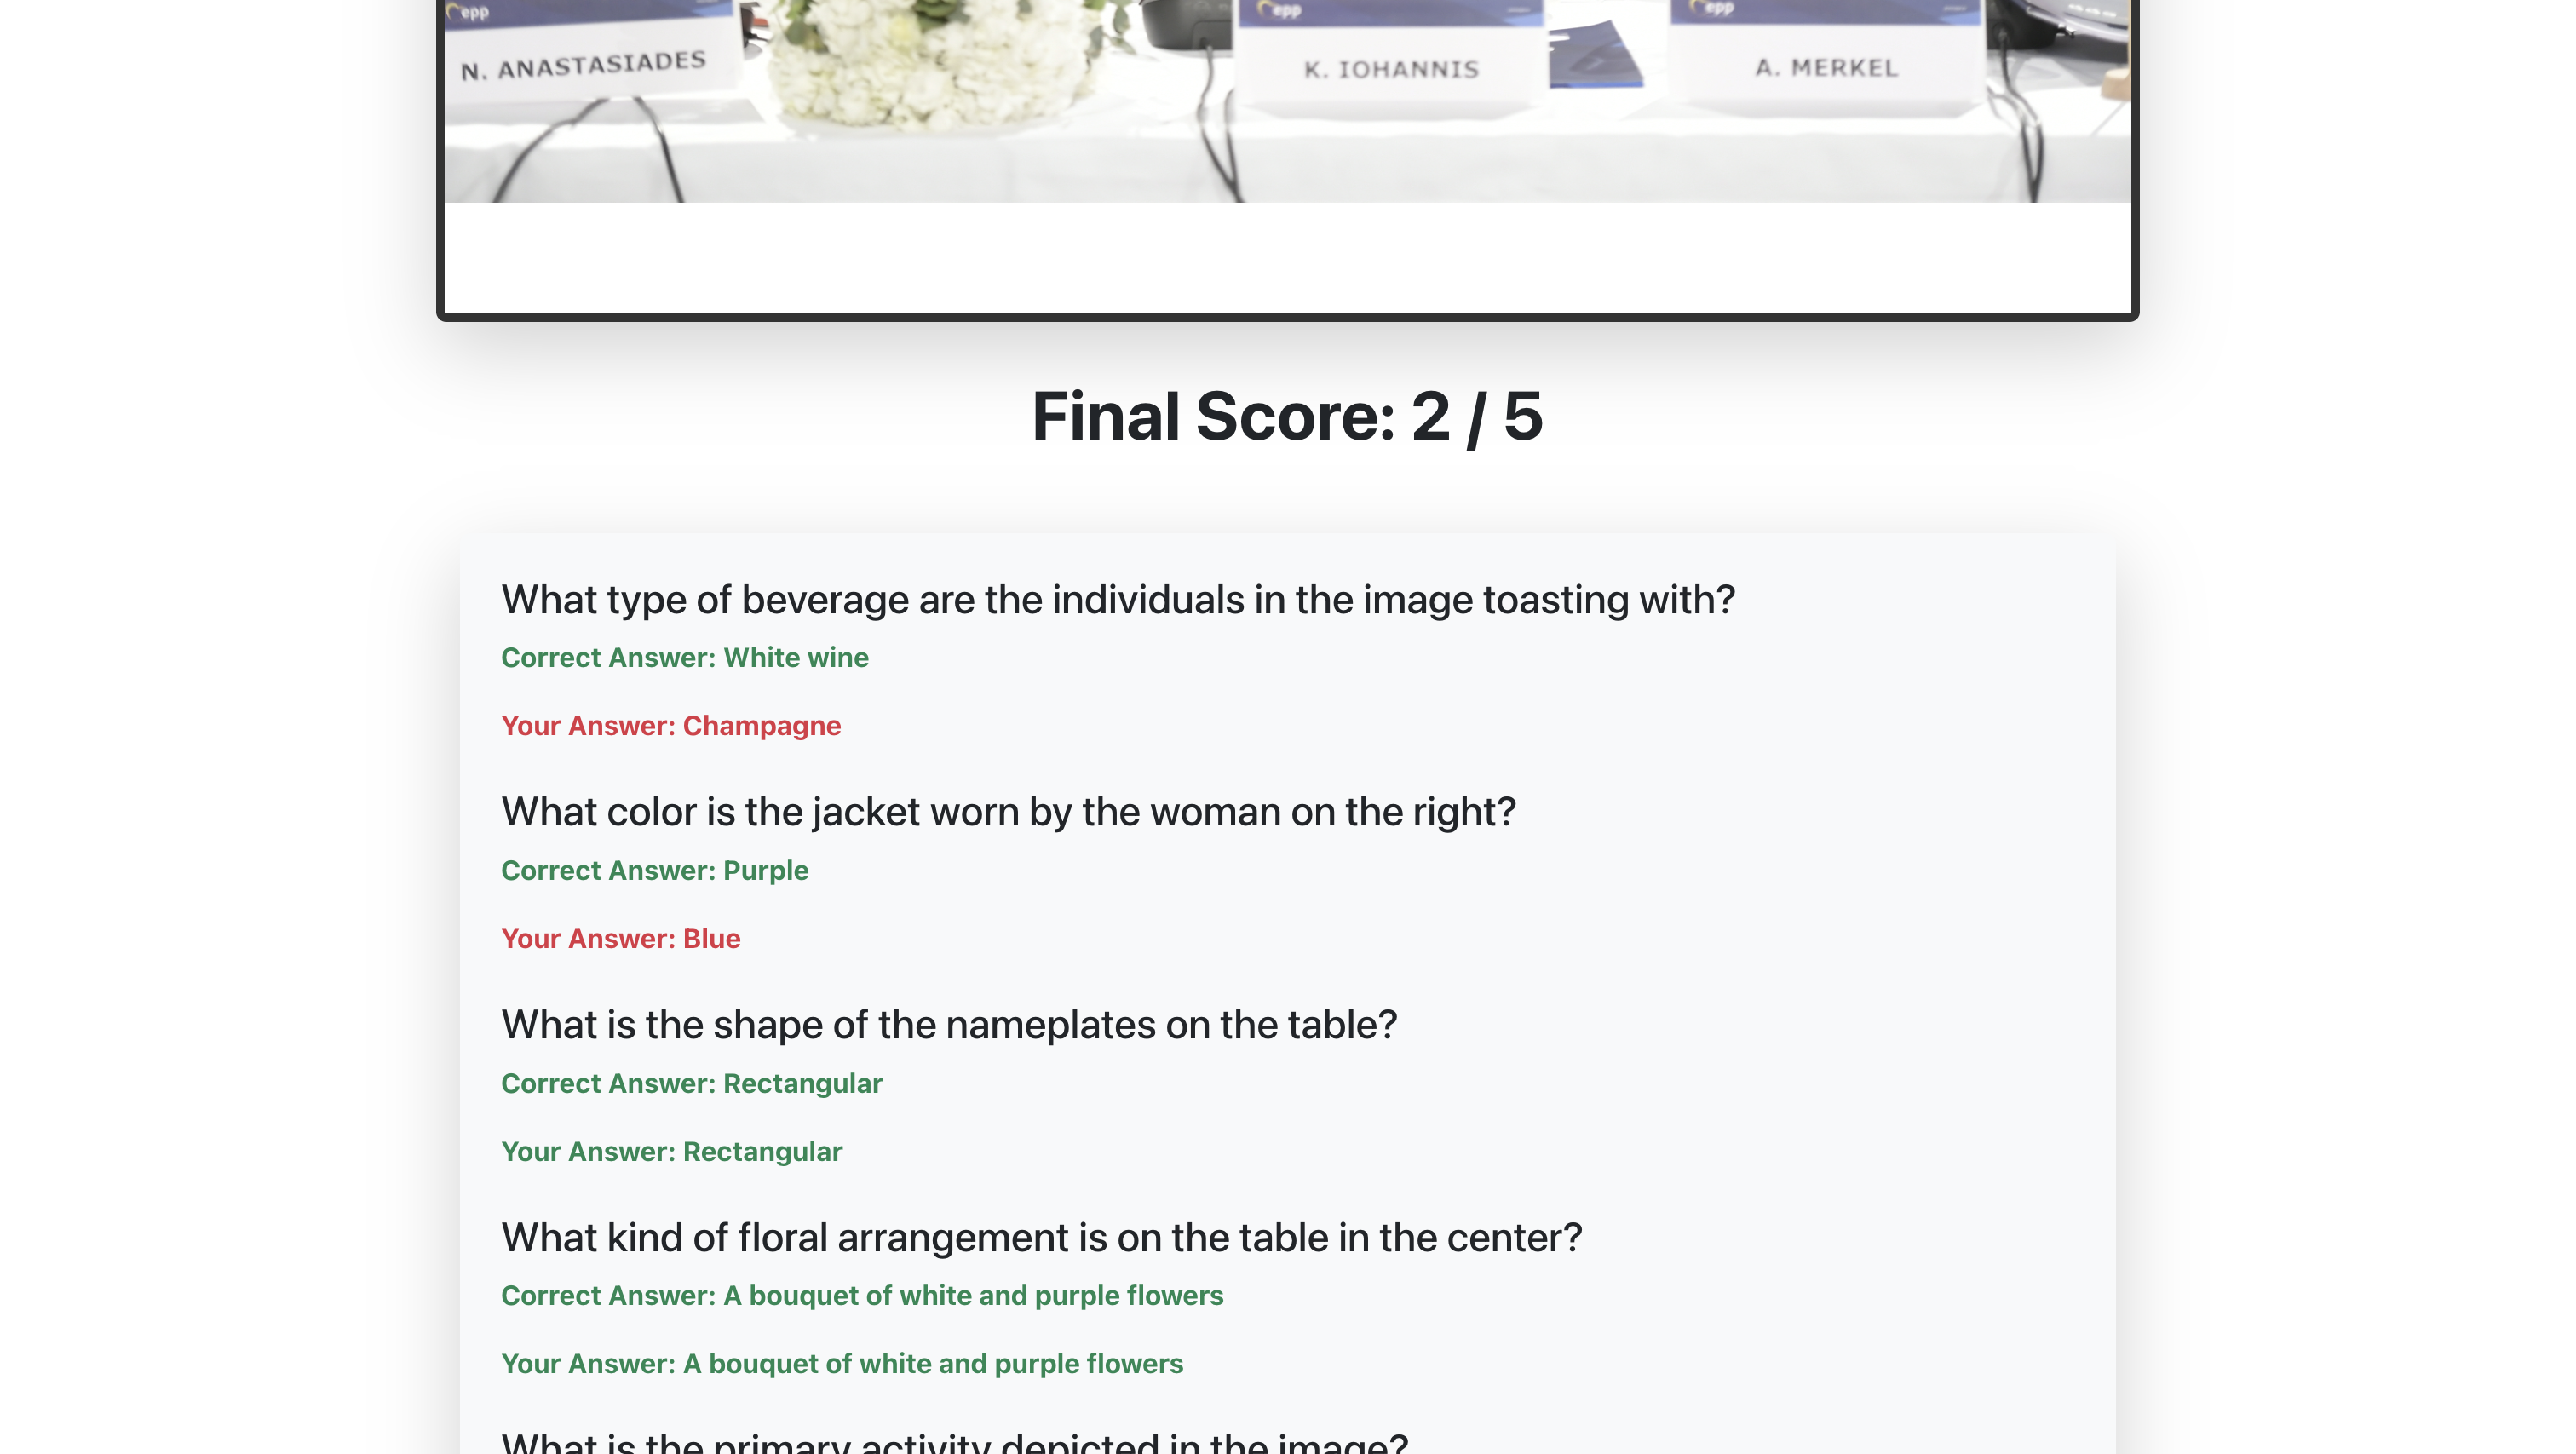 epp
epp
epp
N. ANASTASIADES
K. IOHANNIS
A. MERKEL
Final Score: 2 / 5
What type of beverage are the individuals in the image toasting with?
Correct Answer: White wine
Your Answer: Champagne
What color is the jacket worn by the woman on the right?
Correct Answer: Purple
Your Answer: Blue
What is the shape of the nameplates on the table?
Correct Answer: Rectangular
Your Answer: Rectangular
What kind of floral arrangement is on the table in the center?
Correct Answer: A bouquet of white and purple flowers
Your Answer: A bouquet of white and purple flowers
What is the primary activity depicted in the image?